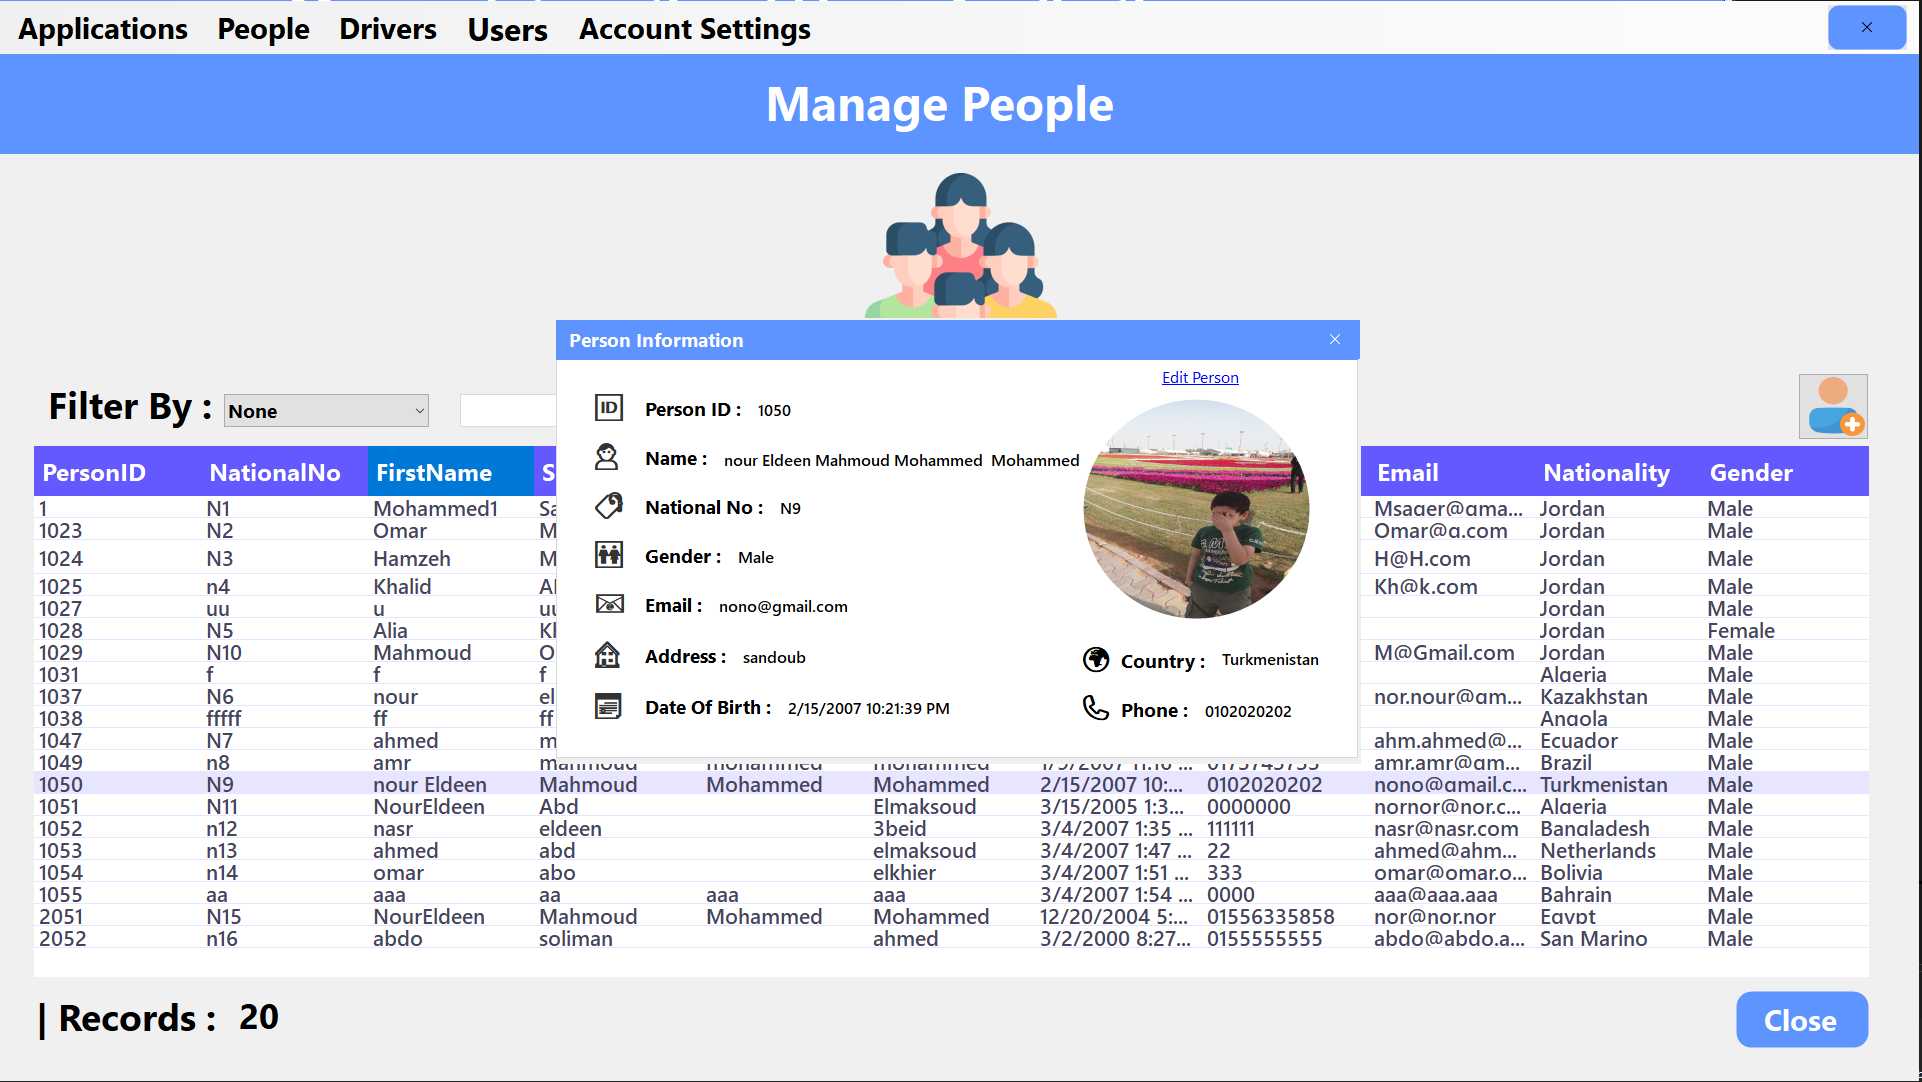 Applications People Drivers Users Account Settings
Manage People
Person Information
Edit Person
Person ID : 1050
Name : nour Eldeen Mahmoud Mohammed Mohammed
National No : N9
Gender : Male
Email : nono@gmail.com
Address : sandoub
Date Of Birth : 2/15/2007 10:21:39 PM
Country : Turkmenistan
Phone : 0102020202
Filter By : None
PersonID NationalNo FirstName S Email Nationality Gender
1 N1 Mohammed1 Sa Msaqer@gma... Jordan Male
1023 N2 Omar M Omar@a.com Jordan Male
1024 N3 Hamzeh M H@H.com Jordan Male
1025 n4 Khalid Al Kh@k.com Jordan Male
1027 uu u uu Jordan Male
1028 N5 Alia Kl Jordan Female
1029 N10 Mahmoud O M@Gmail.com Jordan Male
1031 f f f Algeria Male
1037 N6 nour el nor.nour@gm... Kazakhstan Male
1038 fffff ff ff Angola Male
1047 N7 ahmed m ahm.ahmed@... Ecuador Male
1049 n8 amr mahmoud mohammed mohammed amr.amr@gm... Brazil Male
1050 N9 nour Eldeen Mahmoud Mohammed Mohammed 2/15/2007 10:... 0102020202 nono@gmail.c... Turkmenistan Male
1051 N11 NourEldeen Abd Elmaksoud 3/15/2005 1:3... 0000000 nornor@nor.c... Algeria Male
1052 n12 nasr eldeen 3beid 3/4/2007 1:35 ... 111111 nasr@nasr.com Bangladesh Male
1053 n13 ahmed abd elmaksoud 3/4/2007 1:47 ... 22 ahmed@ahm... Netherlands Male
1054 n14 omar abo elkhier 3/4/2007 1:51 ... 333 omar@omar.o... Bolivia Male
1055 aa aaa aa aaa aaa 3/4/2007 1:54 ... 0000 aaa@aaa.aaa Bahrain Male
2051 N15 NourEldeen Mahmoud Mohammed Mohammed 12/20/2004 5:... 01556335858 nor@nor.nor Egypt Male
2052 n16 abdo soliman ahmed 3/2/2000 8:27... 0155555555 abdo@abdo.a... San Marino Male
| Records : 20
Close